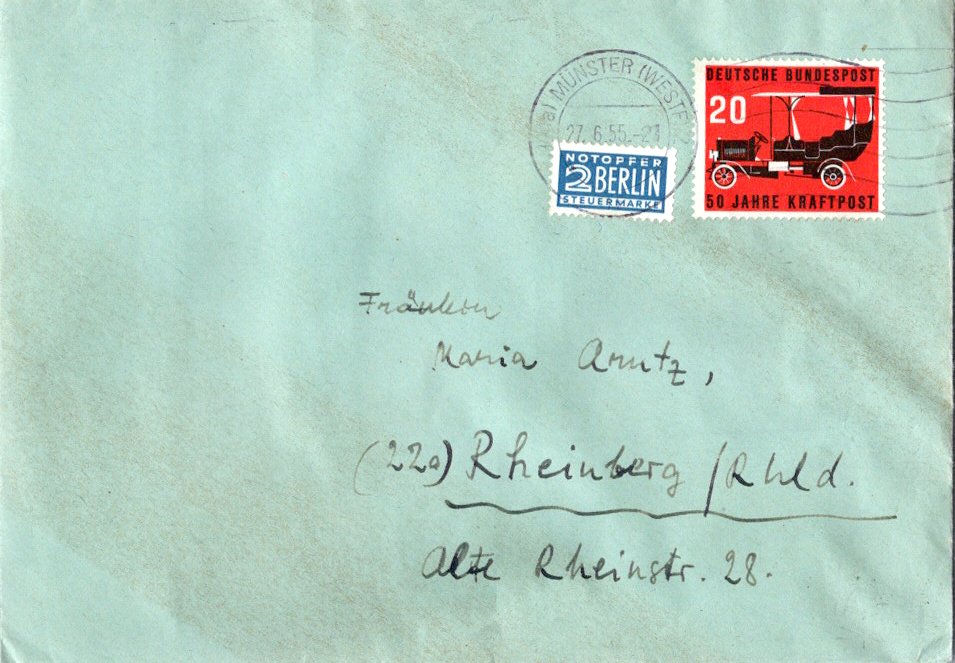 a) MÜNSTER (WESTF
27. 6. 55.-21
DEUTSCHE BUNDESPOST
20
50 JAHRE KRAFTPOST
NOTOPFER
2 BERLIN
STEUERMARKE
Fräulein
Maria Arntz,
(22a) Rheinberg / Rhld.
Alte Rheinstr. 28.